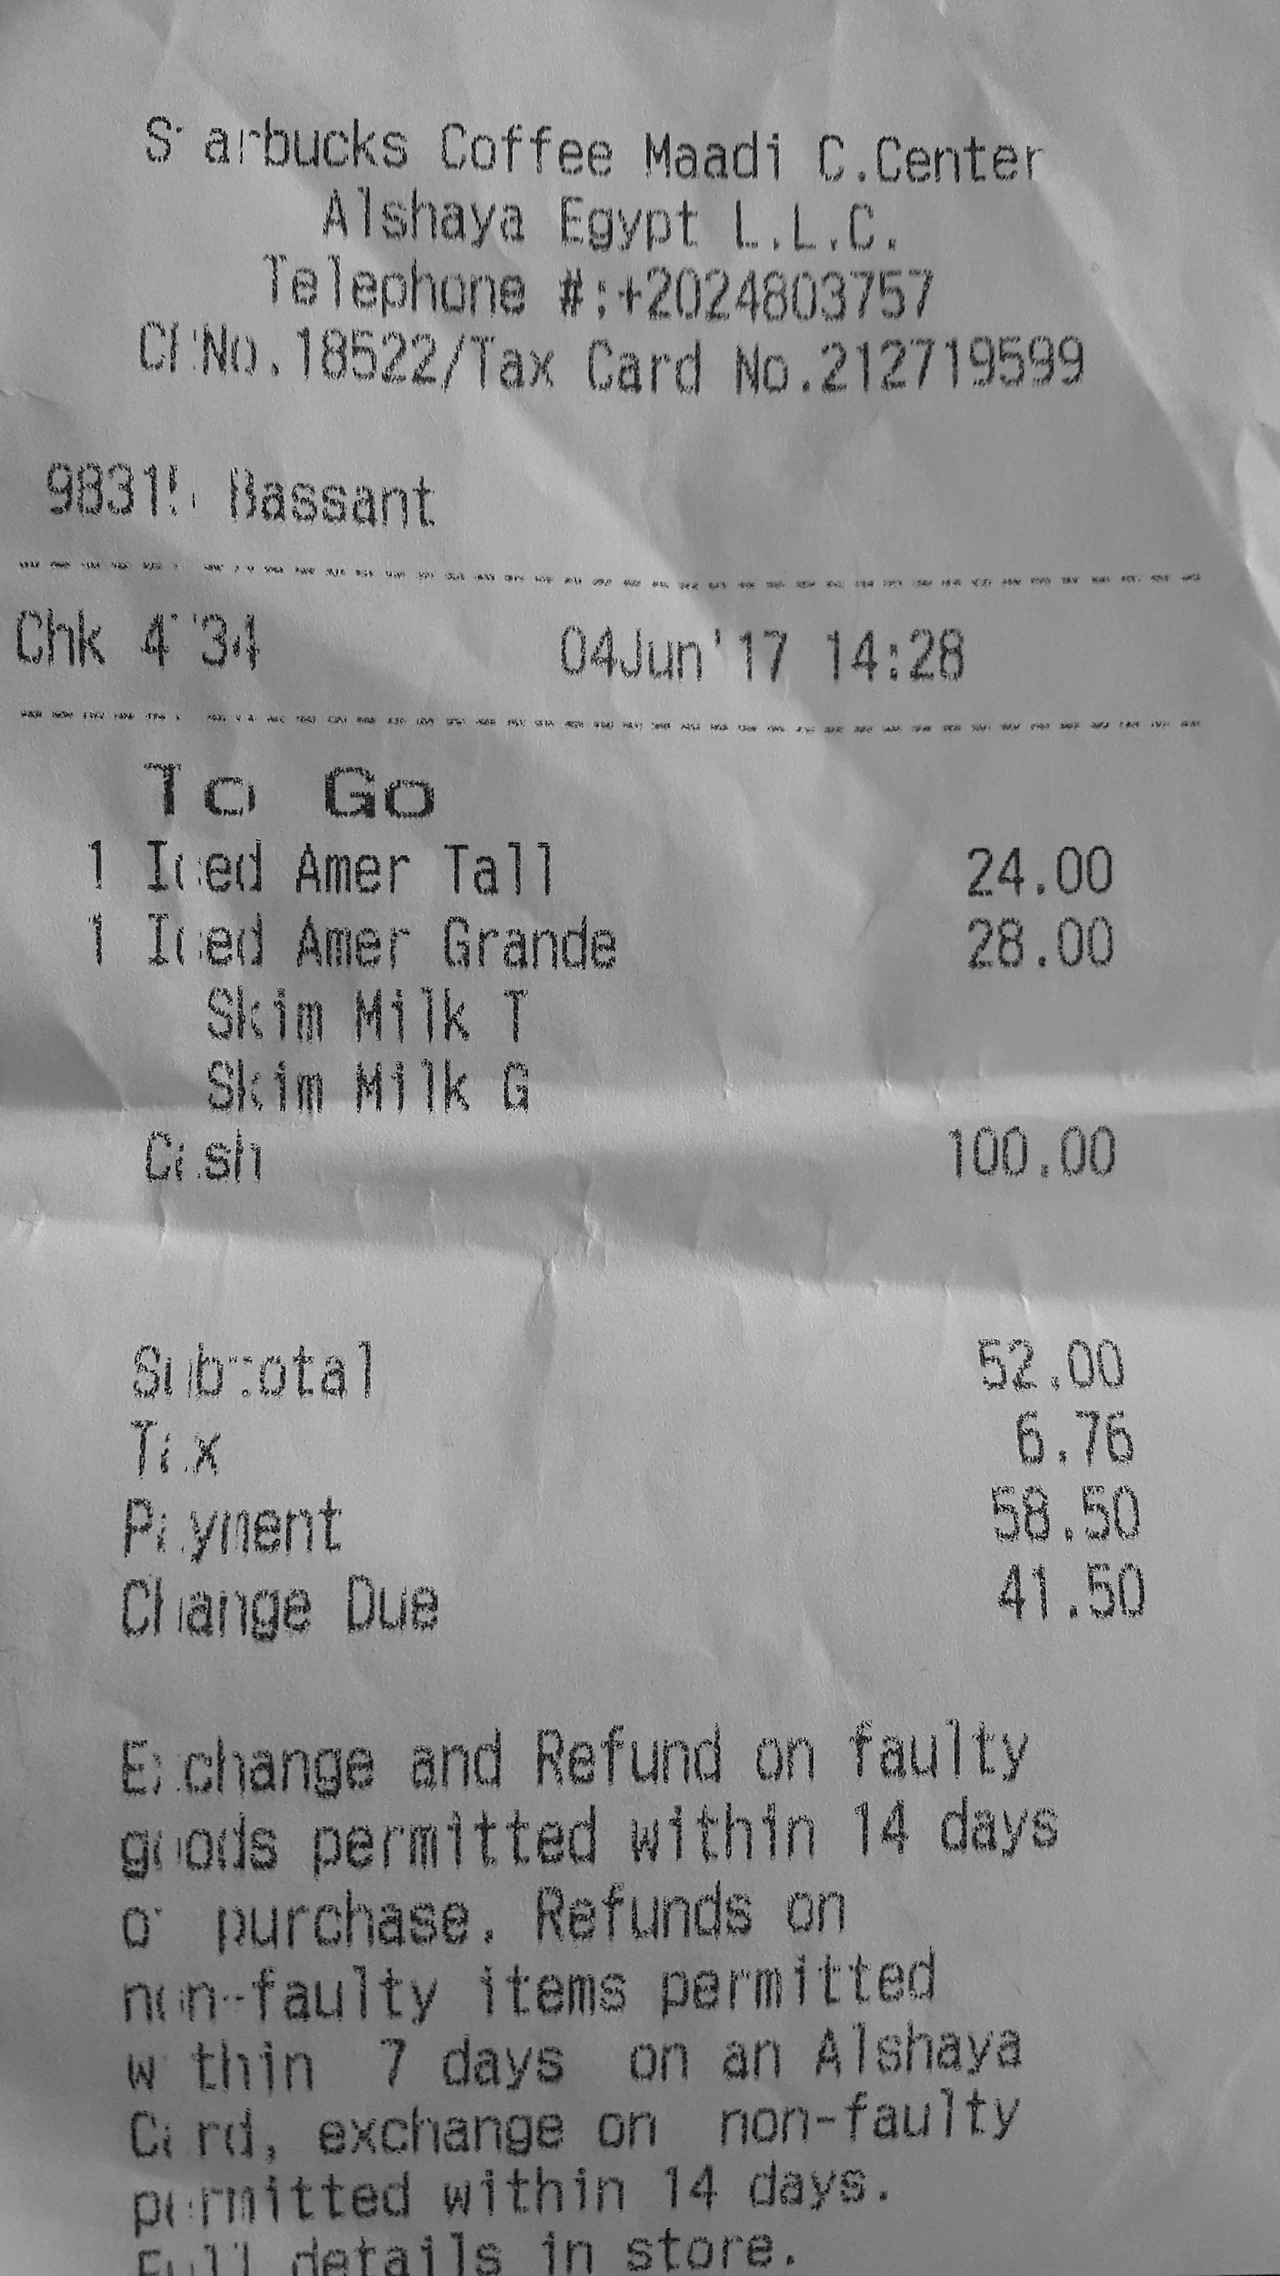 Starbucks Coffee Maadi C.Center
Alshaya Egypt L.L.C.
Telephone #:+2024803757
CR:No.18522/Tax Card No.212719599
98315 Bassant
Chk 04Jun'17 14:28
To Go
1 Iced Amer Tall 24.00
1 Iced Amer Grande 28.00
Skim Milk T
Skim Milk G
Cash 100.00
Subtotal 52.00
Tax 6.76
Payment 58.50
Change Due 41.50
Exchange and Refund on faulty
goods permitted within 14 days
of purchase. Refunds on
non-faulty items permitted
within 7 days on an Alshaya
Card, exchange on non-faulty
permitted within 14 days.
Full details in store.